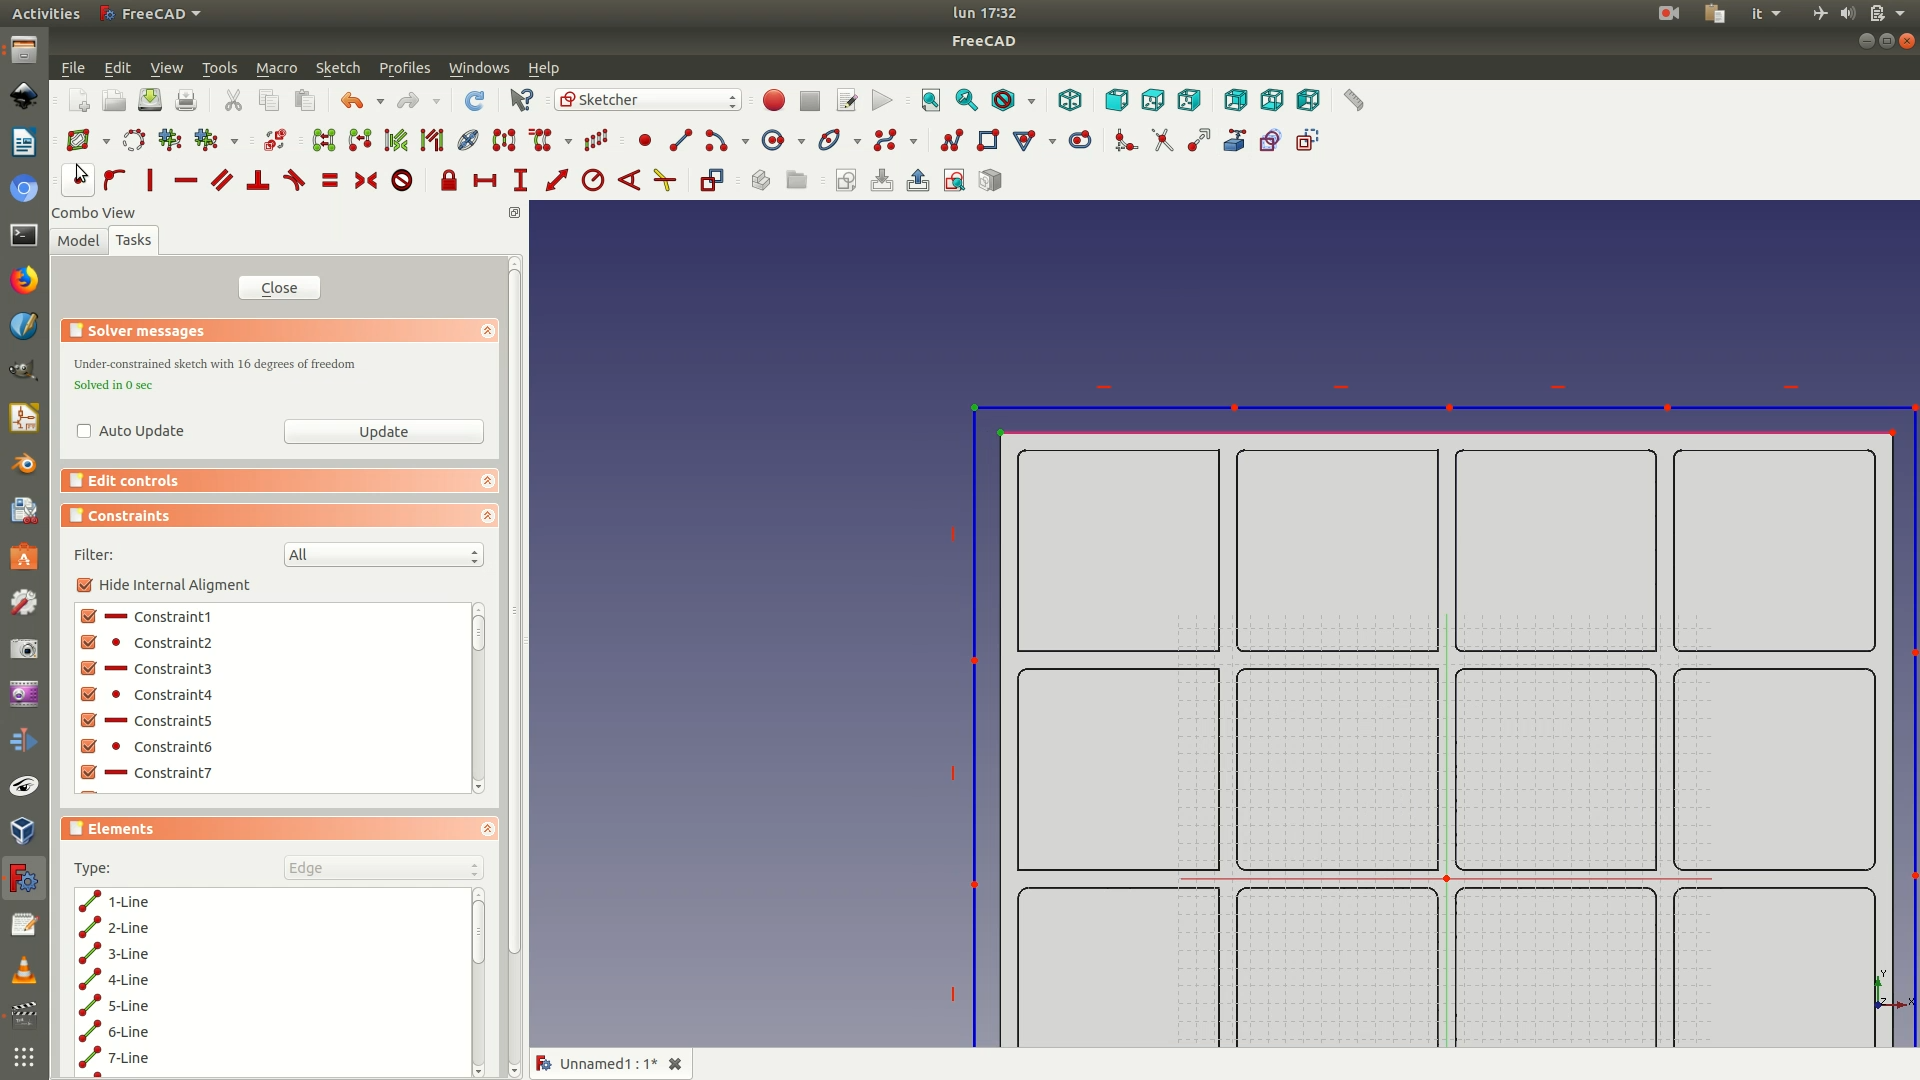 Activities FreeCAD lun 17:32 it
FreeCAD
File Edit View Tools Macro Sketch Profiles Windows Help
Sketcher
Combo View
Model Tasks
Close
Solver messages
Under-constrained sketch with 16 degrees of freedom
Solved in 0 sec
Auto Update Update
Edit controls
Constraints
Filter: All
Hide Internal Aligment
Constraint1
Constraint2
Constraint3
Constraint4
Constraint5
Constraint6
Constraint7
Elements
Type: Edge
1-Line
2-Line
3-Line
4-Line
5-Line
6-Line
7-Line
Y
Z X
Unnamed1 : 1*